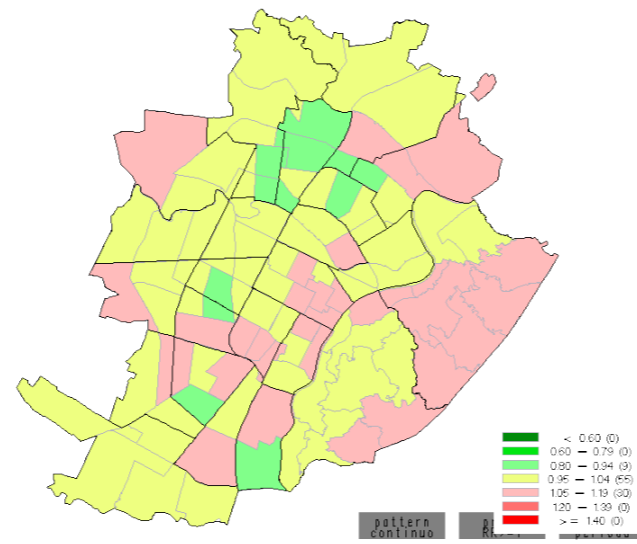 < 0.60 (0)
0.60 – 0.79 (0)
0.80 – 0.94 (9)
0.95 – 1.04 (55)
1.05 – 1.19 (30)
1.20 – 1.39 (0)
>= 1.40 (0)
pattern
continuo